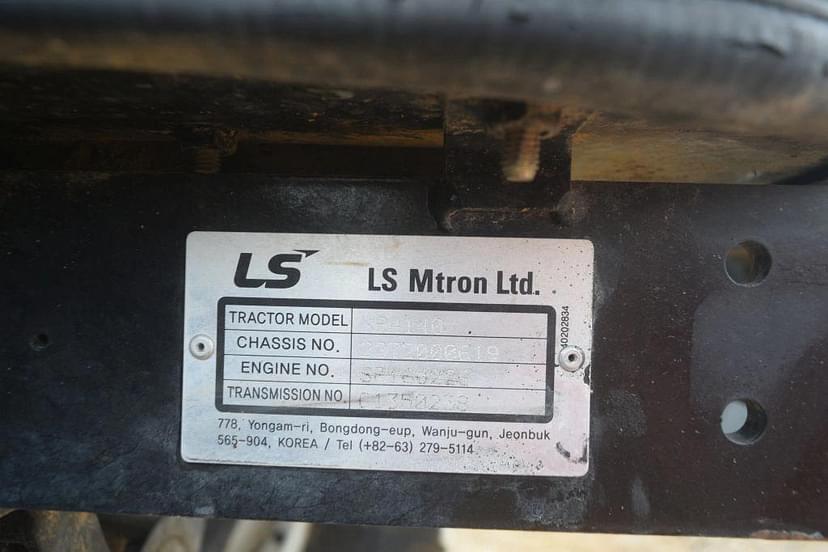 LS LS Mtron Ltd.
TRACTOR MODEL
CHASSIS NO.
ENGINE NO.
TRANSMISSION NO.
40202834
778, Yongam-ri, Bongdong-eup, Wanju-gun, Jeonbuk
565-904, KOREA / Tel (+82-63) 279-5114